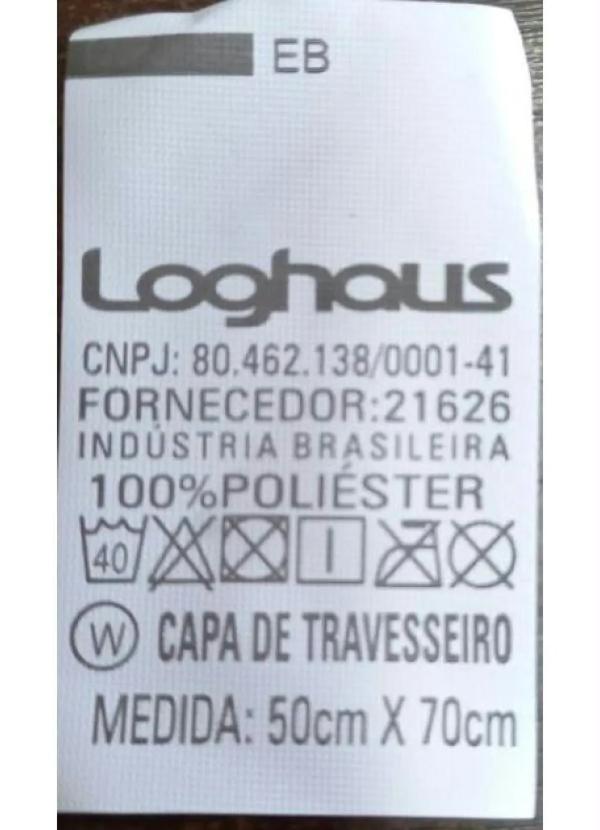 EB
Loghaus
CNPJ: 80.462.138/0001-41
FORNECEDOR:21626
INDÚSTRIA BRASILEIRA
100%POLIÉSTER
40
W CAPA DE TRAVESSEIRO
MEDIDA: 50cm X 70cm